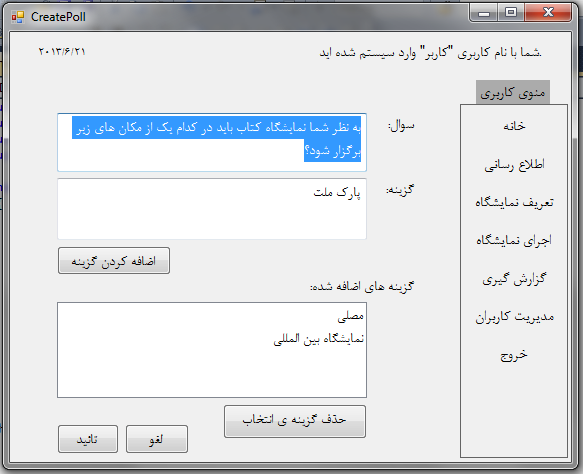 CreatePoll
شما با نام کاربری "کاربر" وارد سیستم شده اید.
۲۰۱۳/۶/۲۱
منوی کاربری
خانه
اطلاع رسانی
تعریف نمایشگاه
اجرای نمایشگاه
گزارش گیری
مدیریت کاربران
خروج
سوال:
به نظر شما نمایشگاه کتاب باید در کدام یک از مکان های زیر
برگزار شود؟
گزینه:
پارک ملت
اضافه کردن گزینه
گزینه های اضافه شده:
مصلی
نمایشگاه بین المللی
حذف گزینه ی انتخاب
لغو
تائید